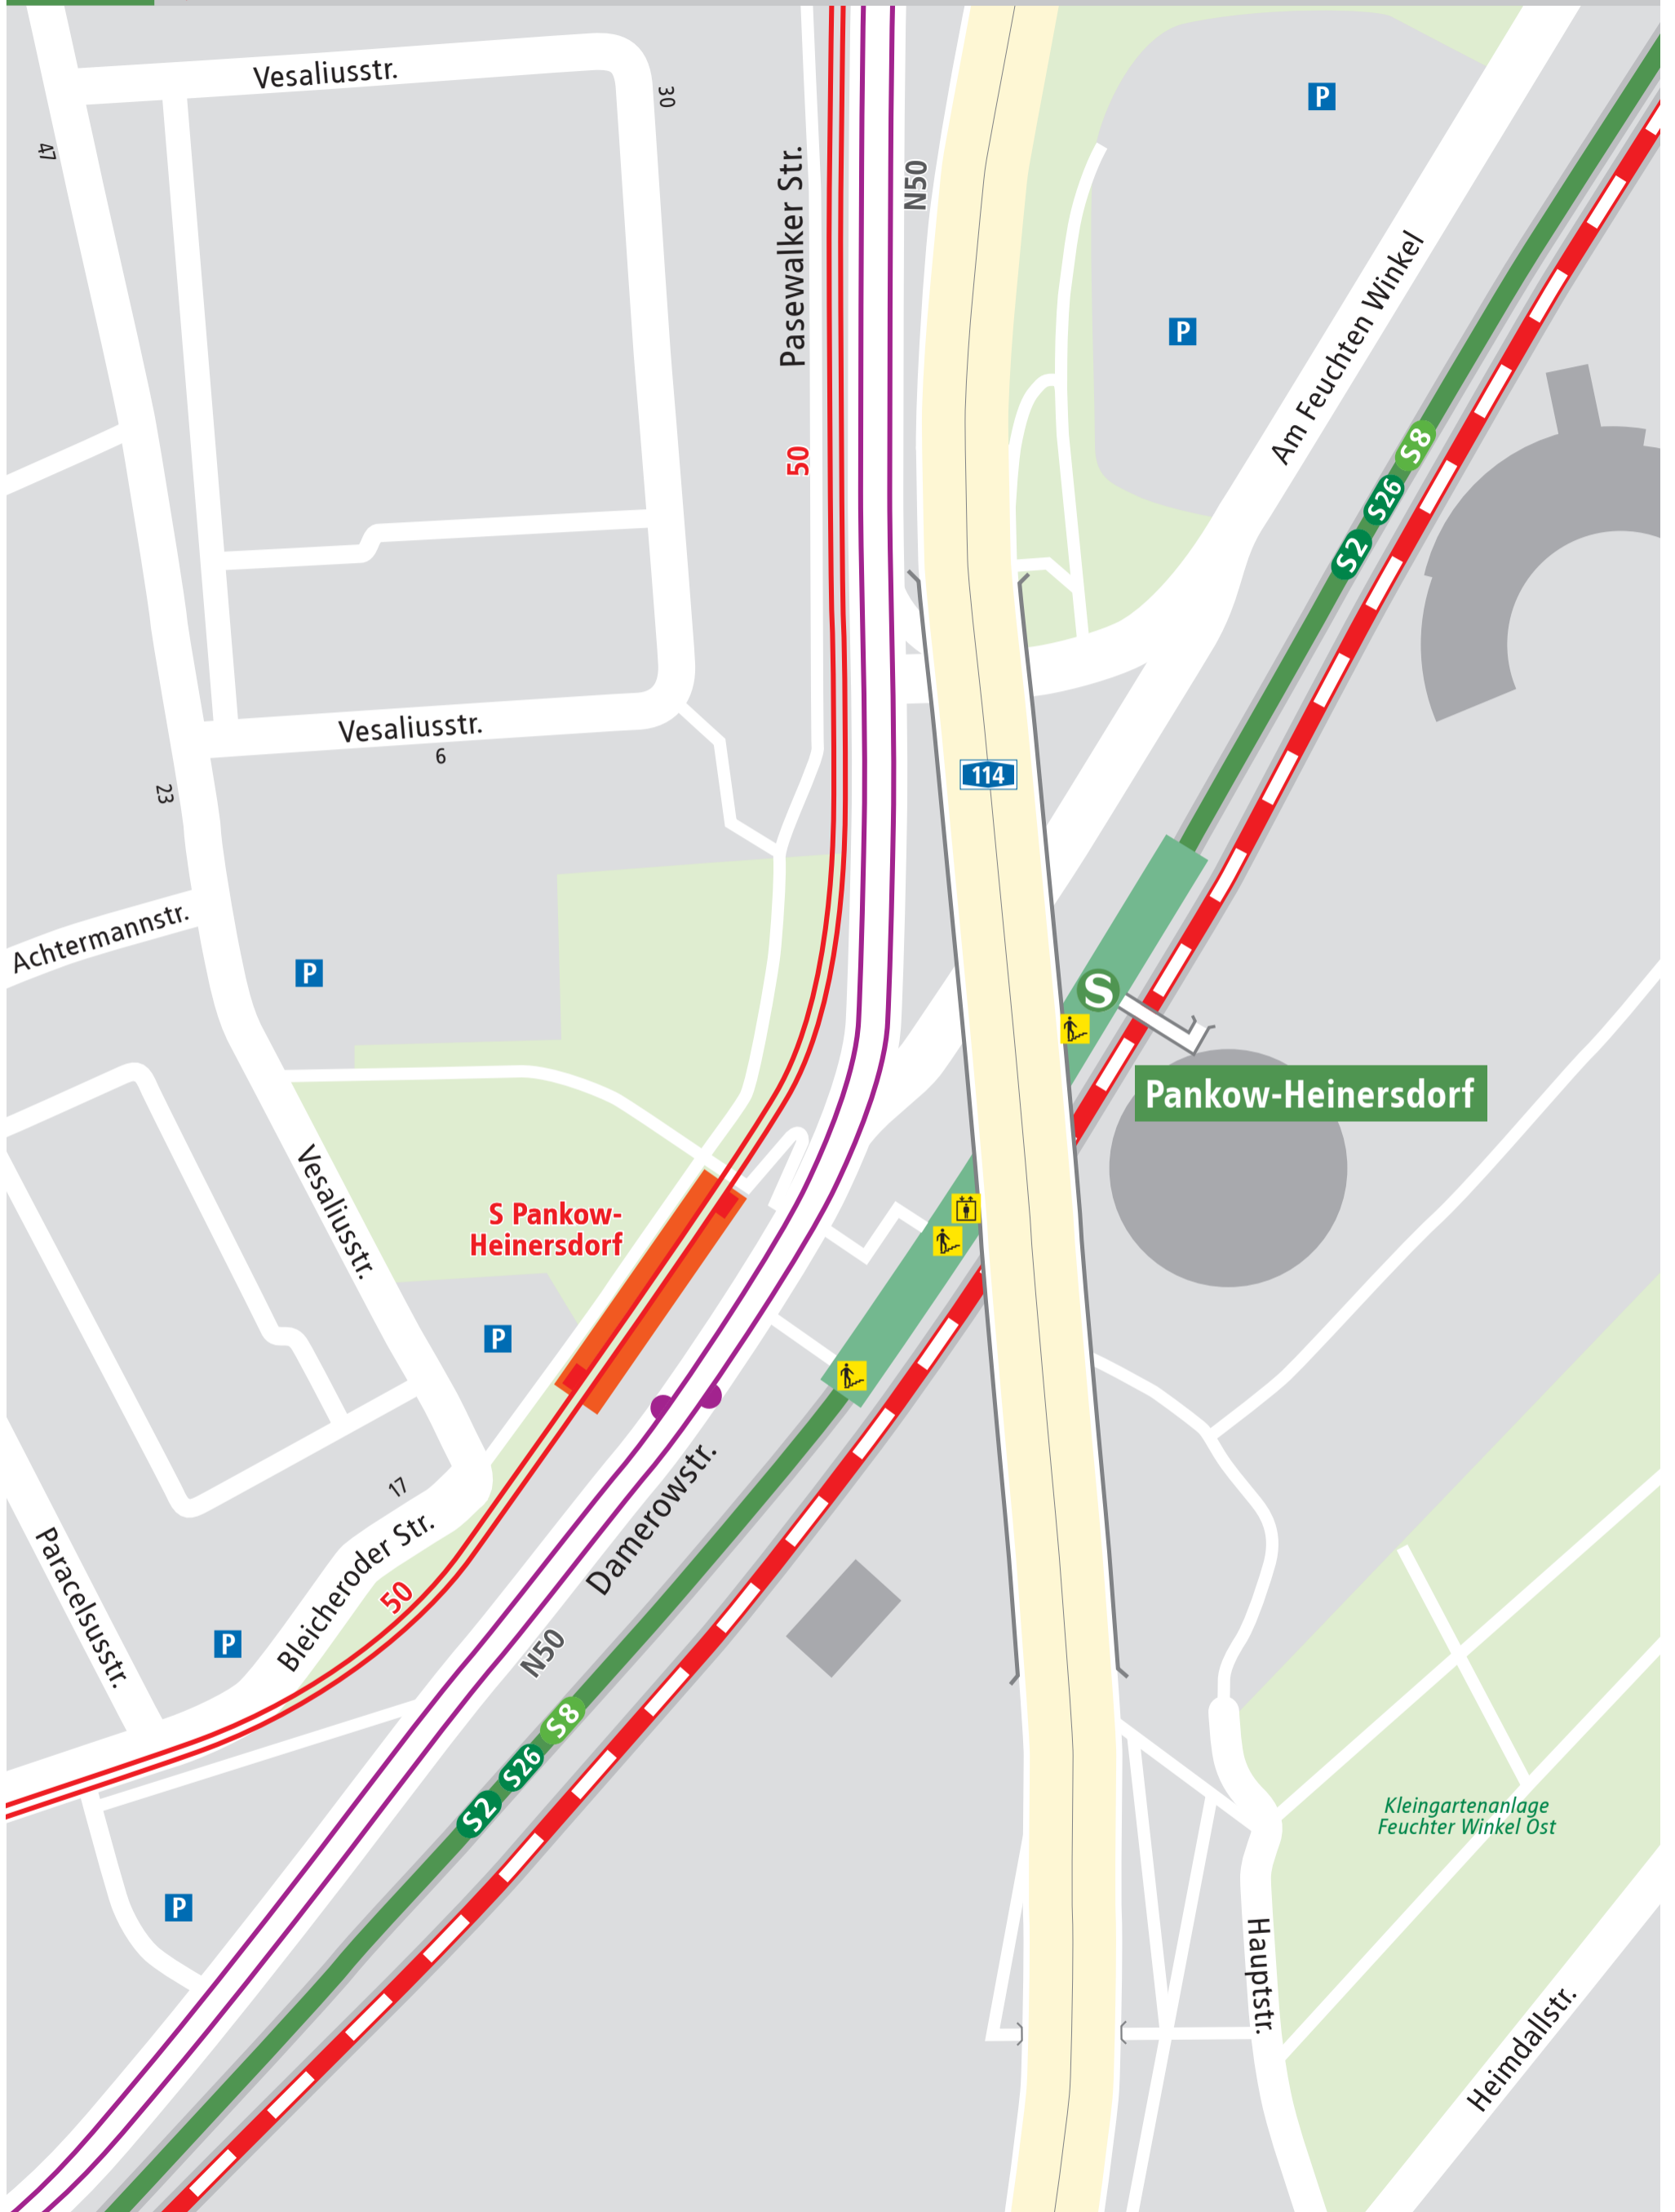 Vesaliusstr.
30
P
47
Pasewalker Str.
N50
Am Feuchten Winkel
P
50
S8
S26
S2
Vesaliusstr.
6
114
23
Achtermannstr.
P
S
Pankow-Heinersdorf
Vesaliusstr.
S Pankow-
Heinersdorf
P
17
Damerowstr.
Bleicheroder Str.
Paracelsusstr.
50
P
N50
S8
S26
S2
Kleingartenanlage
Feuchter Winkel Ost
P
Hauptstr.
Heimdallstr.